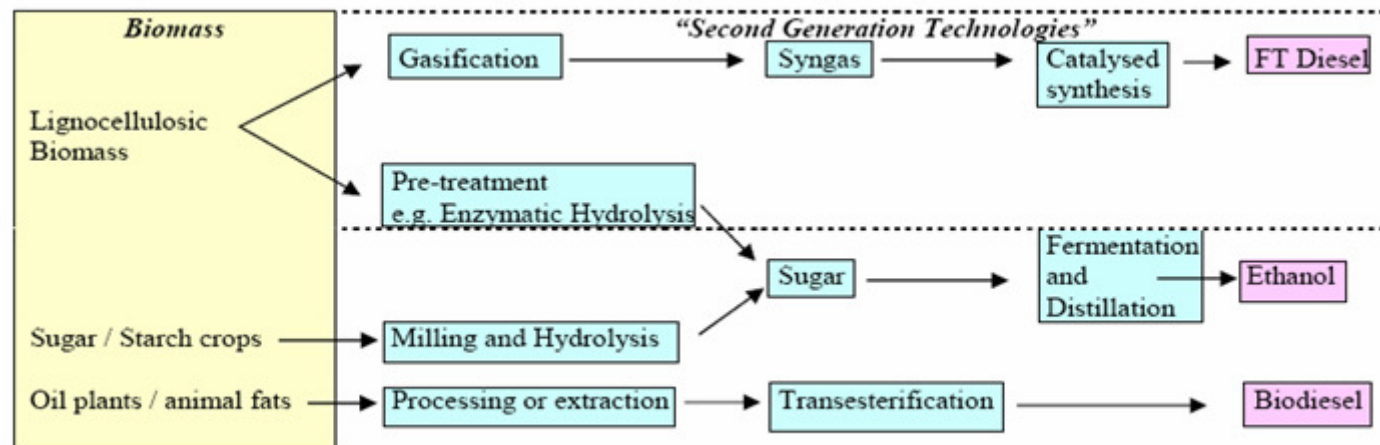 Biomass
“Second Generation Technologies”
Gasification
Syngas
Catalysed
synthesis
FT Diesel
Lignocellulosic
Biomass
Pre-treatment
e.g. Enzymatic Hydrolysis
Sugar
Fermentation
and
Distillation
Ethanol
Sugar / Starch crops
Milling and Hydrolysis
Oil plants / animal fats
Processing or extraction
Transesterification
Biodiesel